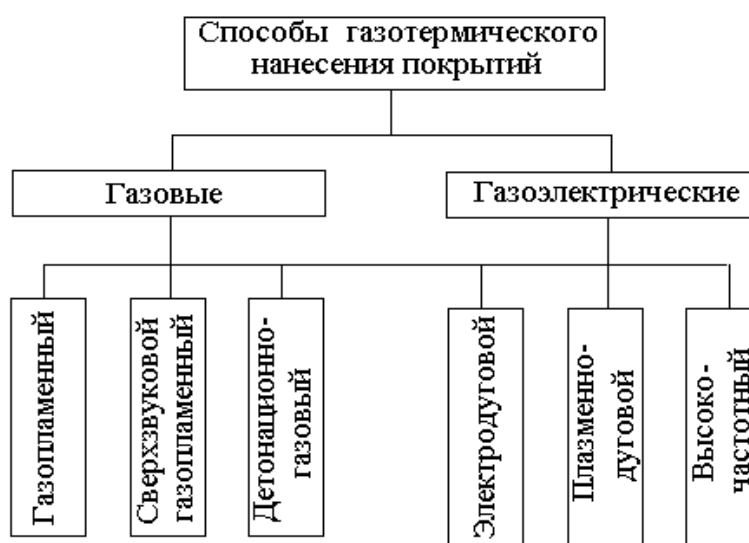 Способы газотермического
нанесения покрытий
Газовые
Газоэлектрические
Газопламенный
Сверхзвуковой
газопламенный
Детонационно-
газовый
Электродуговой
Плазменно-
дуговой
Высоко-
частотный